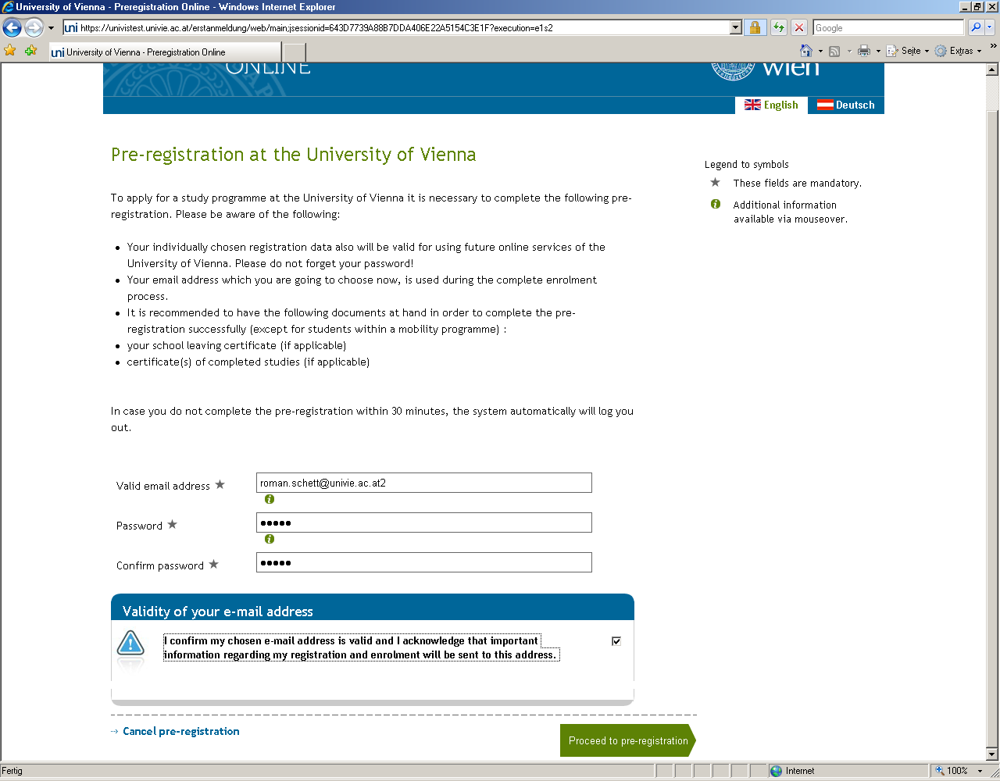 University of Vienna - Preregistration Online - Windows Internet Explorer
uni https://univistest.univie.ac.at/erstanmeldung/web/main;jsessionid=643D7739A88B7DDA406E22A5154C3E1F?execution=e1s2
Google
uni University of Vienna - Preregistration Online
Seite
Extras
ONLINE
wien
English
Deutsch
Pre-registration at the University of Vienna
Legend to symbols
These fields are mandatory.
Additional information
available via mouseover.
To apply for a study programme at the University of Vienna it is necessary to complete the following pre-
registration. Please be aware of the following:
Your individually chosen registration data also will be valid for using future online services of the
University of Vienna. Please do not forget your password!
Your email address which you are going to choose now, is used during the complete enrolment
process.
It is recommended to have the following documents at hand in order to complete the pre-
registration successfully (except for students within a mobility programme) :
your school leaving certificate (if applicable)
certificate(s) of completed studies (if applicable)
In case you do not complete the pre-registration within 30 minutes, the system automatically will log you
out.
Valid email address
roman.schett@univie.ac.at2
Password
Confirm password
Validity of your e-mail address
I confirm my chosen e-mail address is valid and I acknowledge that important
information regarding my registration and enrolment will be sent to this address.
Cancel pre-registration
Proceed to pre-registration
Fertig
Internet
100%